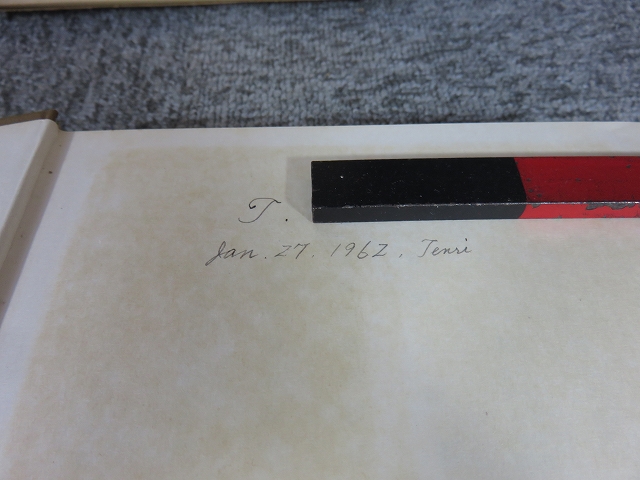 T.
Jan. 27. 1962, Tenri